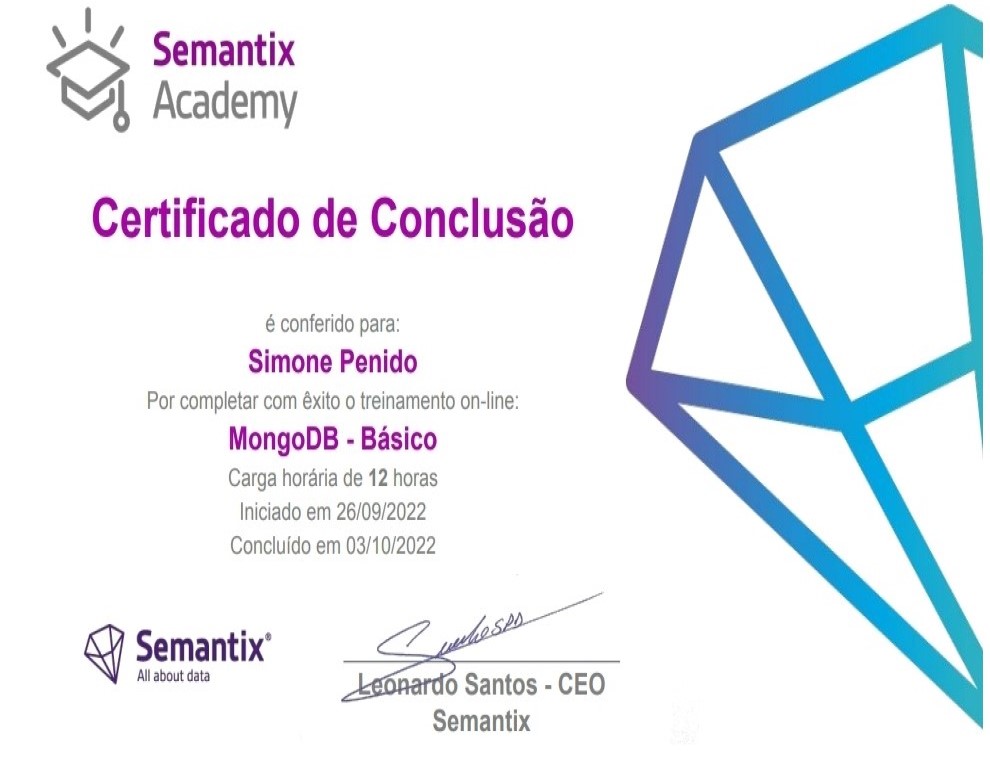 Semantix
Academy
Certificado de Conclusão
é conferido para:
Simone Penido
Por completar com êxito o treinamento on-line:
MongoDB - Básico
Carga horária de 12 horas
Iniciado em 26/09/2022
Concluído em 03/10/2022
Semantix®
All about data
Leonardo Santos - CEO
Semantix